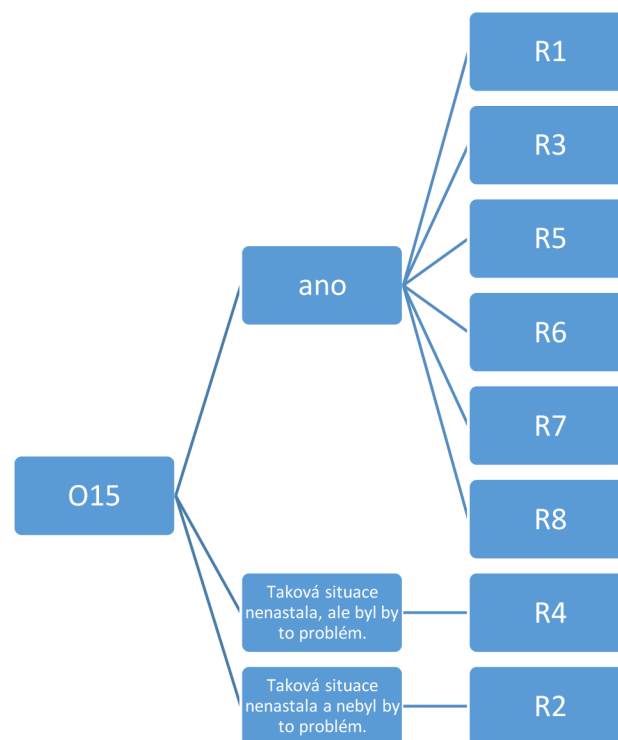 O15
ano
R1
R3
R5
R6
R7
R8
Taková situace
nenastala, ale byl by
to problém.
R4
Taková situace
nenastala a nebyl by
to problém.
R2